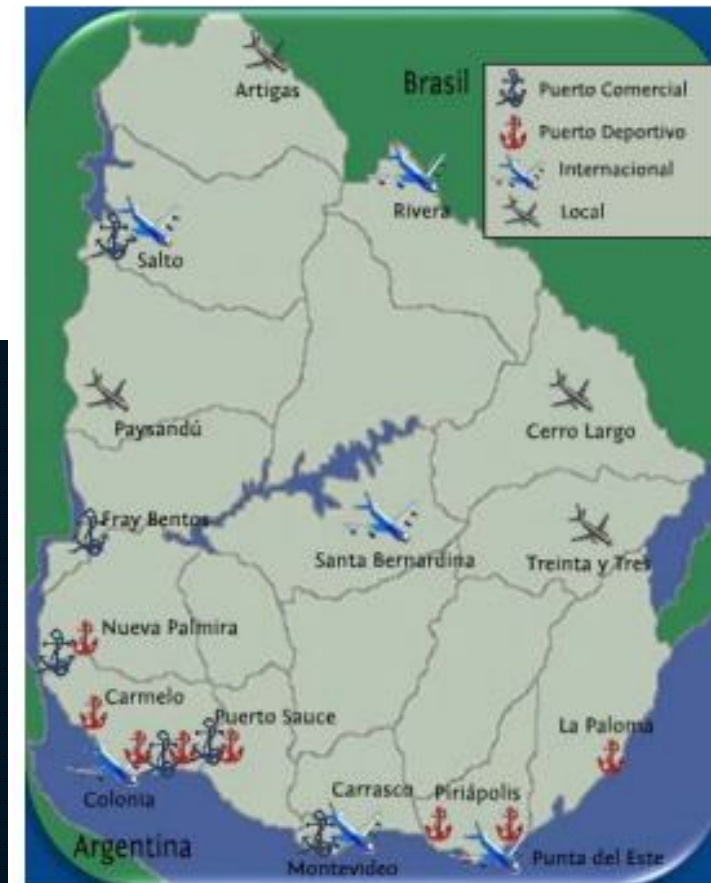 Brasil
Puerto Comercial
Puerto Deportivo
Internacional
Local
Artigas
Rivera
Salto
Paysandú
Cerro Largo
Fray Bentos
Santa Bernardina
Treinta y Tres
Nueva Palmira
Carmelo
Puerto Sauce
La Paloma
Colonia
Carrasco
Piriápolis
Argentina
Montevideo
Punta del Este